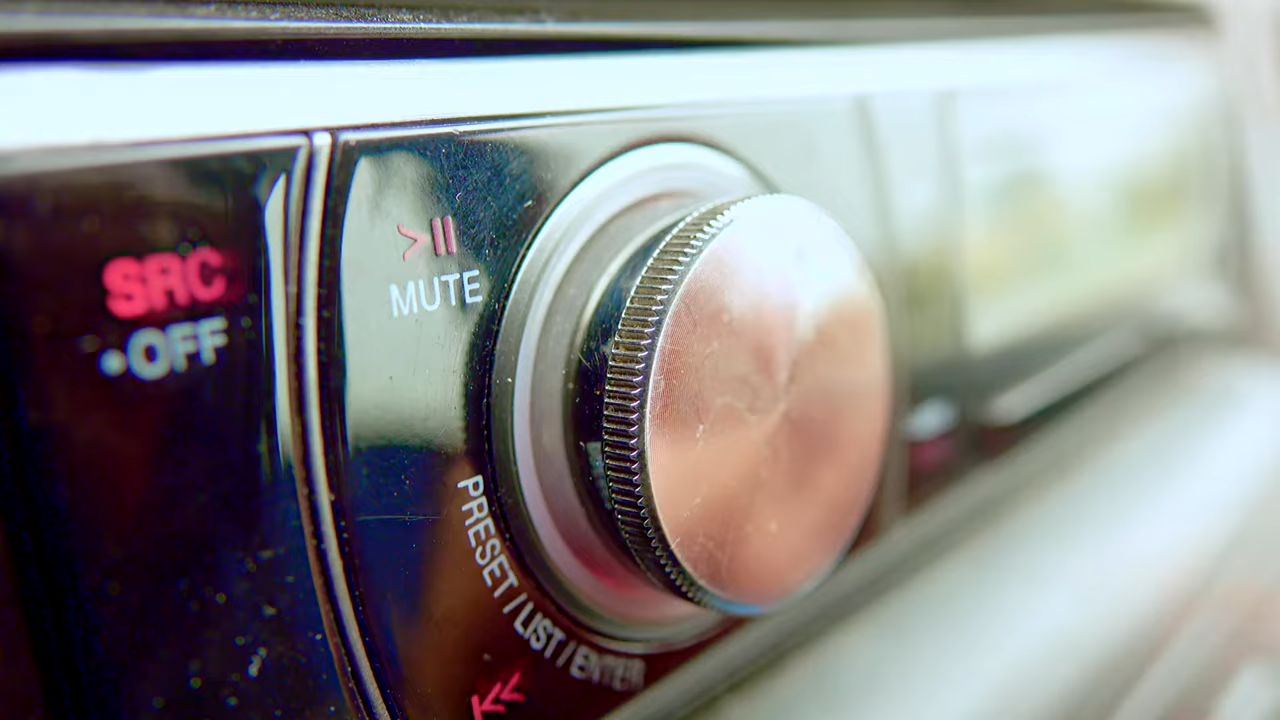 SRC
•OFF
>II
MUTE
PRESET / LIST / ENTER